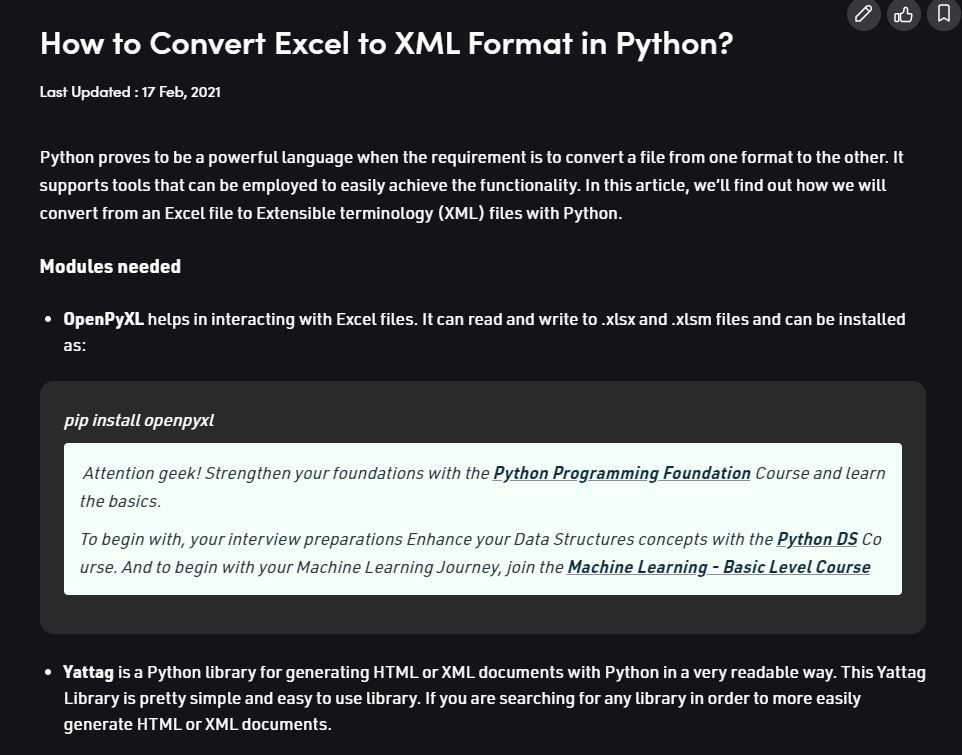 How to Convert Excel to XML Format in Python?
Last Updated : 17 Feb, 2021
Python proves to be a powerful language when the requirement is to convert a file from one format to the other. It
supports tools that can be employed to easily achieve the functionality. In this article, we’ll find out how we will
convert from an Excel file to Extensible terminology (XML) files with Python.
Modules needed
• OpenPyXL helps in interacting with Excel files. It can read and write to .xlsx and .xlsm files and can be installed
as:
pip install openpyxl
Attention geek! Strengthen your foundations with the Python Programming Foundation Course and learn
the basics.
To begin with, your interview preparations Enhance your Data Structures concepts with the Python DS Co
urse. And to begin with your Machine Learning Journey, join the Machine Learning - Basic Level Course
• Yattag is a Python library for generating HTML or XML documents with Python in a very readable way. This Yattag
Library is pretty simple and easy to use library. If you are searching for any library in order to more easily
generate HTML or XML documents.